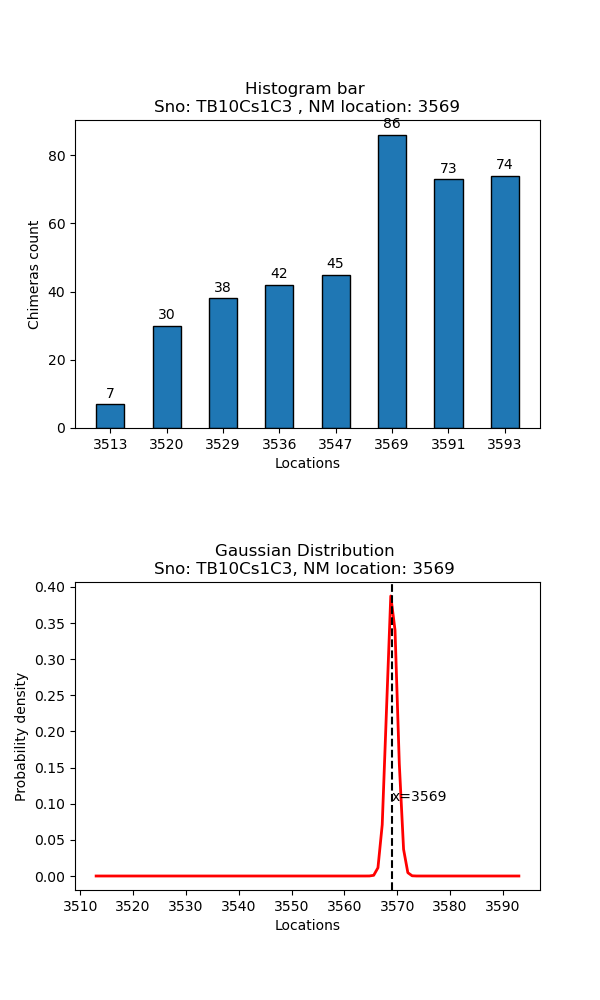 Histogram bar
Sno: TB10Cs1C3 , NM location: 3569
Chimeras count
80
60
40
20
0
7
30
38
42
45
86
73
74
3513 3520 3529 3536 3547 3569 3591 3593
Locations
Gaussian Distribution
Sno: TB10Cs1C3, NM location: 3569
Probability density
0.40
0.35
0.30
0.25
0.20
0.15
0.10
0.05
0.00
x=3569
3510 3520 3530 3540 3550 3560 3570 3580 3590
Locations